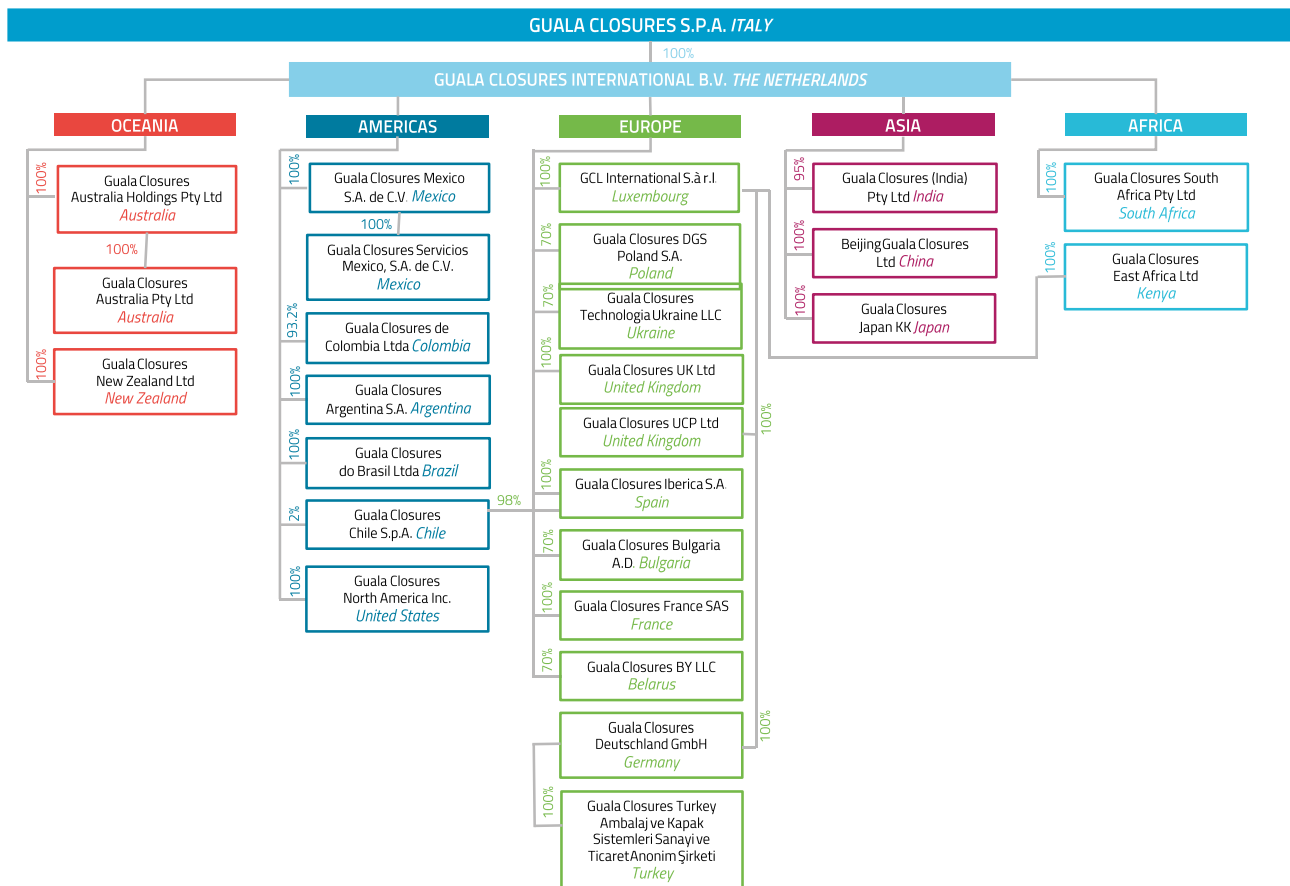 GUALA CLOSURES S.P.A. ITALY
100%
GUALA CLOSURES INTERNATIONAL B.V. THE NETHERLANDS
OCEANIA
100%
Guala Closures
Australia Holdings Pty Ltd
Australia
100%
Guala Closures
Australia Pty Ltd
Australia
100%
Guala Closures
New Zealand Ltd
New Zealand
AMERICAS
100%
Guala Closures Mexico
S.A. de C.V. Mexico
100%
Guala Closures Servicios
Mexico, S.A. de C.V.
Mexico
93.2%
Guala Closures de
Colombia Ltda Colombia
100%
Guala Closures
Argentina S.A. Argentina
100%
Guala Closures
do Brasil Ltda Brazil
2%
Guala Closures
Chile S.p.A. Chile
98%
100%
Guala Closures
North America Inc.
United States
EUROPE
100%
GCL International S.à r.l.
Luxembourg
70%
Guala Closures DGS
Poland S.A.
Poland
70%
Guala Closures
Technologia Ukraine LLC
Ukraine
100%
Guala Closures UK Ltd
United Kingdom
Guala Closures UCP Ltd
United Kingdom
100%
100%
Guala Closures Iberica S.A.
Spain
70%
Guala Closures Bulgaria
A.D. Bulgaria
100%
Guala Closures France SAS
France
70%
Guala Closures BY LLC
Belarus
Guala Closures
Deutschland GmbH
Germany
100%
100%
Guala Closures Turkey
Ambalaj ve Kapak
Sistemleri Sanayi ve
Ticaret Anonim Şirketi
Turkey
ASIA
95%
Guala Closures (India)
Pty Ltd India
100%
Beijing Guala Closures
Ltd China
100%
Guala Closures
Japan KK Japan
AFRICA
100%
Guala Closures South
Africa Pty Ltd
South Africa
100%
Guala Closures
East Africa Ltd
Kenya